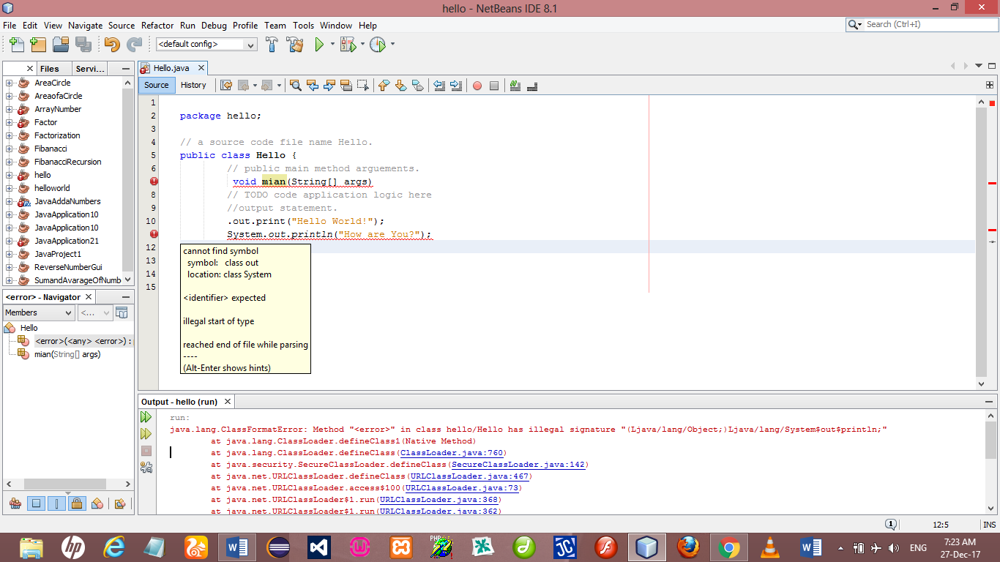 hello - NetBeans IDE 8.1
File Edit View Navigate Source Refactor Run Debug Profile Team Tools Window Help
Search (Ctrl+I)
<default config>
Files Servi...
AreaCircle
AreaofaCircle
ArrayNumber
Factor
Factorization
Fibanacci
FibanacciRecursion
hello
helloworld
JavaAddaNumbers
JavaApplication10
JavaApplication10
JavaApplication21
JavaProject1
ReverseNumberGui
SumandAvarageOfNumb
<error> - Navigator
Members <...
Hello
<error>(<any> <error>) :
mian(String[] args)
Hello.java
Source History
1
2 package hello;
3
4 // a source code file name Hello.
5 public class Hello {
6 // public main method arguements.
void mian(String[] args)
8 // TODO code application logic here
9 //output statement.
10 .out.print("Hello World!");
System.out.println("How are You?");
12
13
14
15
cannot find symbol
symbol: class out
location: class System
<identifier> expected
illegal start of type
reached end of file while parsing
----
(Alt-Enter shows hints)
Output - hello (run)
run:
java.lang.ClassFormatError: Method "<error>" in class hello/Hello has illegal signature "(Ljava/lang/Object;)Ljava/lang/System$out$println;"
at java.lang.ClassLoader.defineClass1(Native Method)
at java.lang.ClassLoader.defineClass(ClassLoader.java:760)
at java.security.SecureClassLoader.defineClass(SecureClassLoader.java:142)
at java.net.URLClassLoader.defineClass(URLClassLoader.java:467)
at java.net.URLClassLoader.access$100(URLClassLoader.java:73)
at java.net.URLClassLoader$1.run(URLClassLoader.java:368)
at java.net.URLClassLoader$1.run(URLClassLoader.java:362)
1 12:5 INS
hp PHP JC ENG 7:23 AM
27-Dec-17